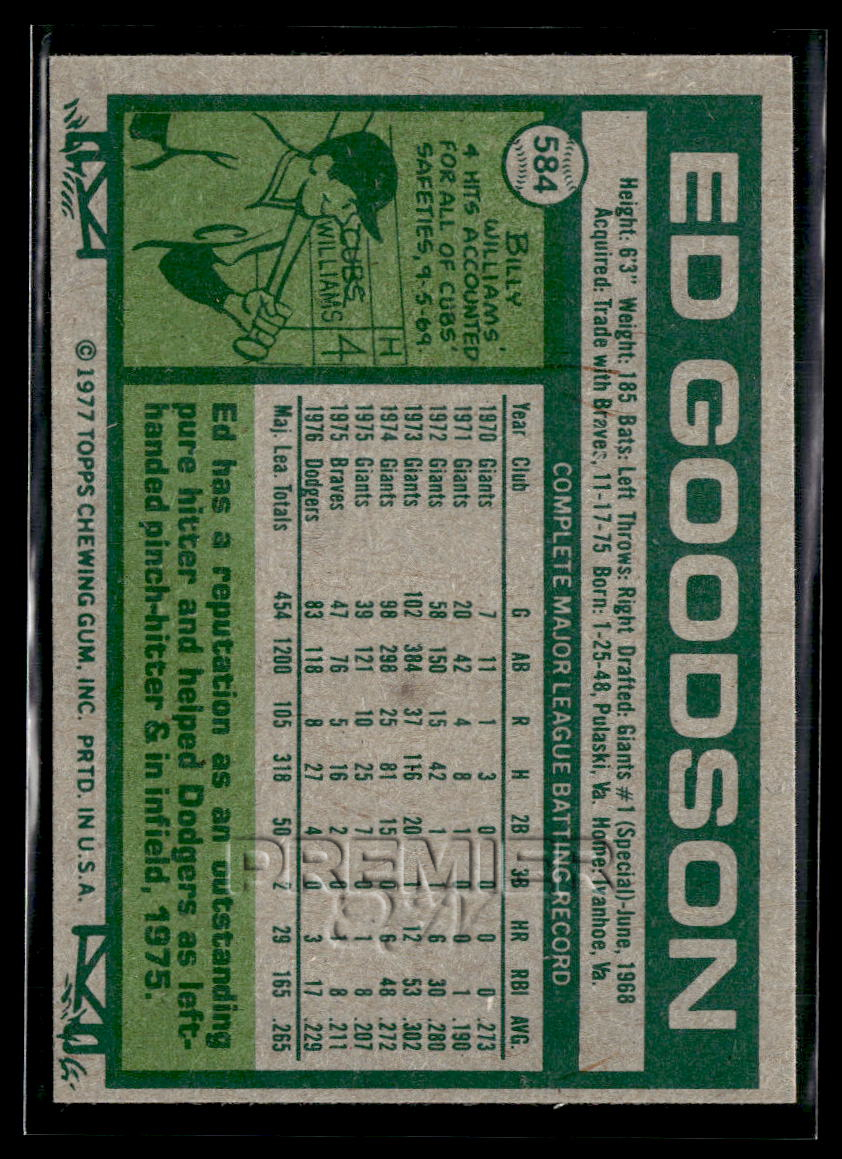 ED GOODSON
Height: 6'3" Weight: 185 Bats: Left Throws: Right Drafted: Giants #1 (Special)-June, 1968
Acquired: Trade with Braves, 11-17-75 Born: 1-25-48, Pulaski, Va. Home: Ivanhoe, Va.
584
BILLY
WILLIAMS'
4 HITS ACCOUNTED
FOR ALL OF CUBS'
SAFETIES, 9-5-69.
H
CUBS
WILLIAMS 4
COMPLETE MAJOR LEAGUE BATTING RECORD
Year Club G AB R H 2B 3B HR RBI AVG.
1970 Giants 7 11 1 3 0 0 0 0 .273
1971 Giants 20 42 4 8 1 0 0 1 .190
1972 Giants 58 150 15 42 1 1 6 30 .280
1973 Giants 102 384 37 116 20 1 12 53 .302
1974 Giants 98 298 25 81 15 0 6 48 .272
1975 Giants 39 121 10 25 7 0 1 8 .207
1975 Braves 47 76 5 16 2 0 1 8 .211
1976 Dodgers 83 118 8 27 4 0 3 17 .229
Maj. Lea. Totals 454 1200 105 318 50 2 29 165 .265
Ed has a reputation as an outstanding
pure hitter and helped Dodgers as left-
handed pinch-hitter & in infield, 1975.
© 1977 TOPPS CHEWING GUM, INC. PRTD. IN U.S.A.
PREMIER